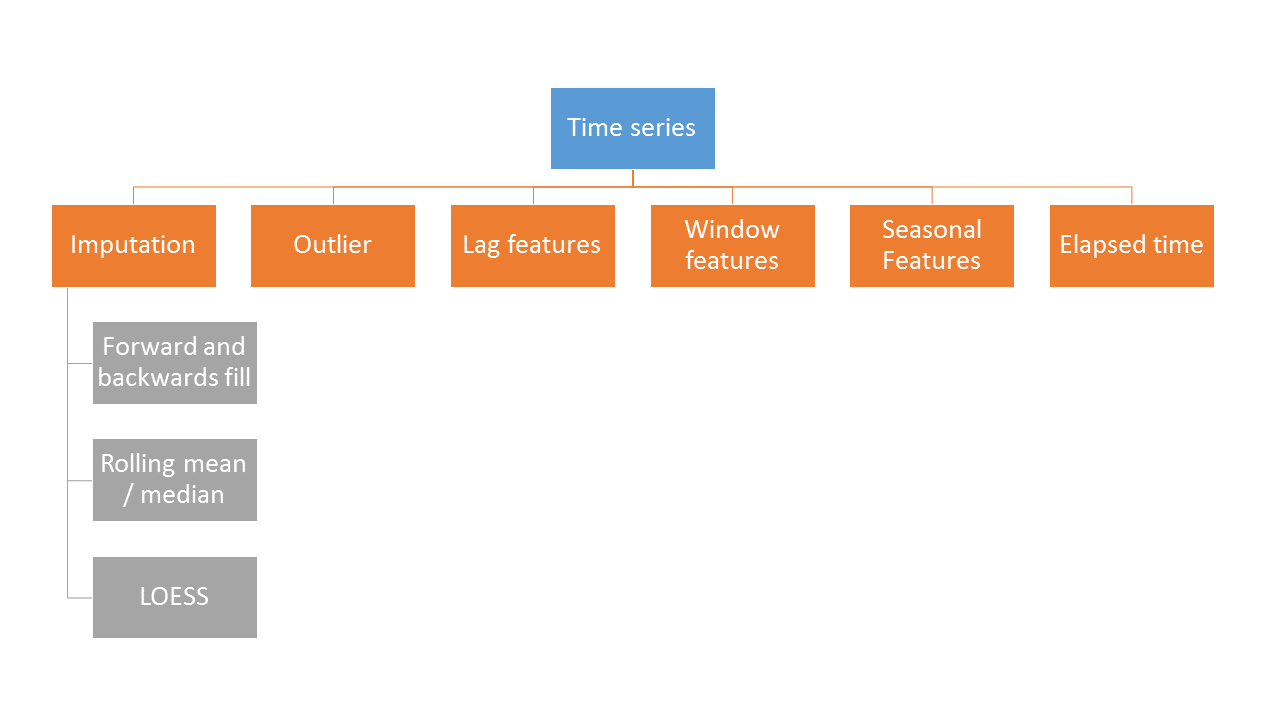 Time series
Imputation
Outlier
Lag features
Window
features
Seasonal
Features
Elapsed time
Forward and
backwards fill
Rolling mean
/ median
LOESS